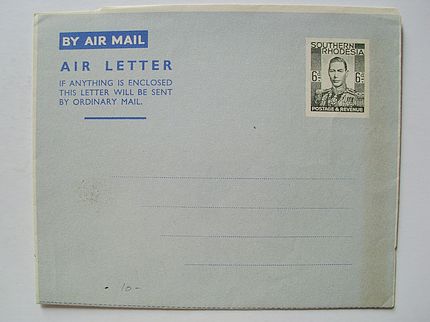 BY AIR MAIL
AIR LETTER
IF ANYTHING IS ENCLOSED
THIS LETTER WILL BE SENT
BY ORDINARY MAIL.
SOUTHERN
RHODESIA
6D 6D
POSTAGE & REVENUE
- 10 -